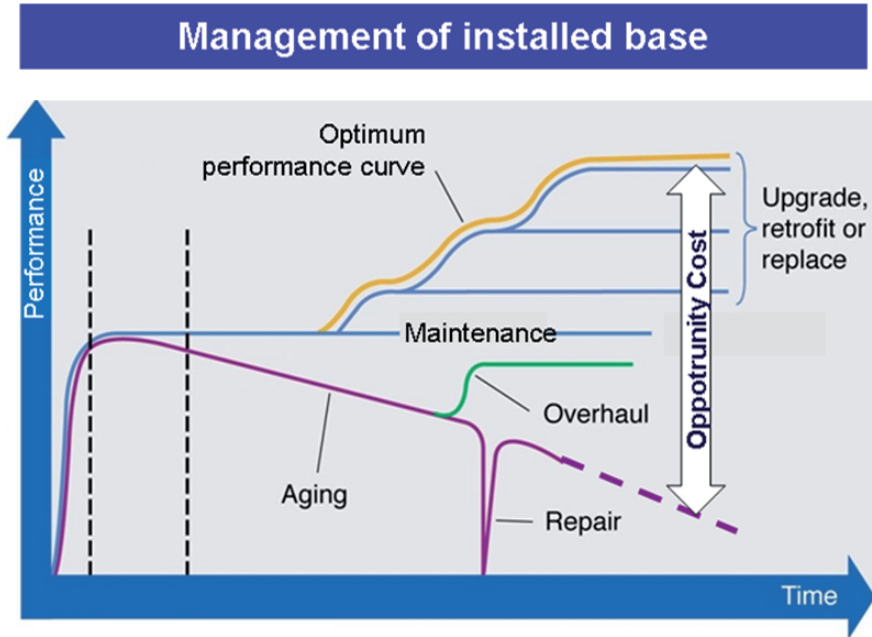 Management of installed base
Optimum
performance curve
Upgrade,
retrofit or
replace
Performance
Oppotrunity Cost
Maintenance
Overhaul
Aging
Repair
Time